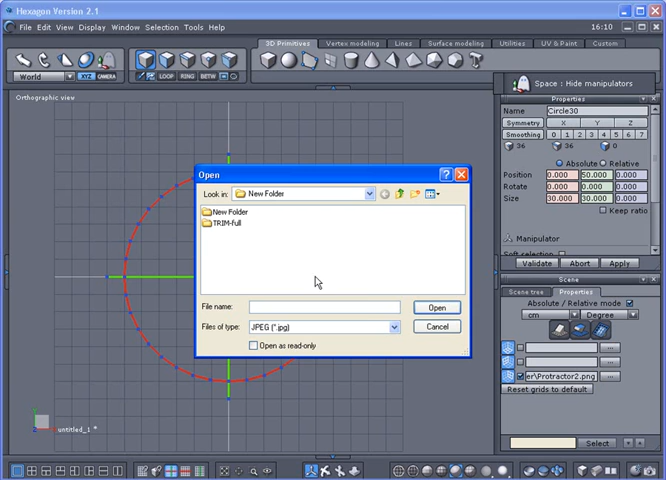 Hexagon Version 2.1
File Edit View Display Window Selection Tools Help
16:10
3D Primitives Vertex modeling Lines Surface modeling Utilities UV & Paint Custom
World XYZ CAMERA LOOP RING BETW
Space : Hide manipulators
Orthographic view
Properties
Name Circle30
Symmetry X Y Z
Smoothing 0 1 2 3 4 5 6 7
36 36 0
Absolute Relative
Position 0.000 50.000 0.000
Rotate 0.000 0.000 0.000
Size 30.000 30.000 0.000
Keep ratio
Manipulator
Soft selection
Validate Abort Apply
Open
Look in: New Folder
New Folder
TRIM-full
File name: Open
Files of type: JPEG (*.jpg) Cancel
Open as read-only
Scene
Scene tree Properties
Absolute / Relative mode
cm Degree
...
...
er\Protractor2.png ...
Reset grids to default
Select
untitled_1 *